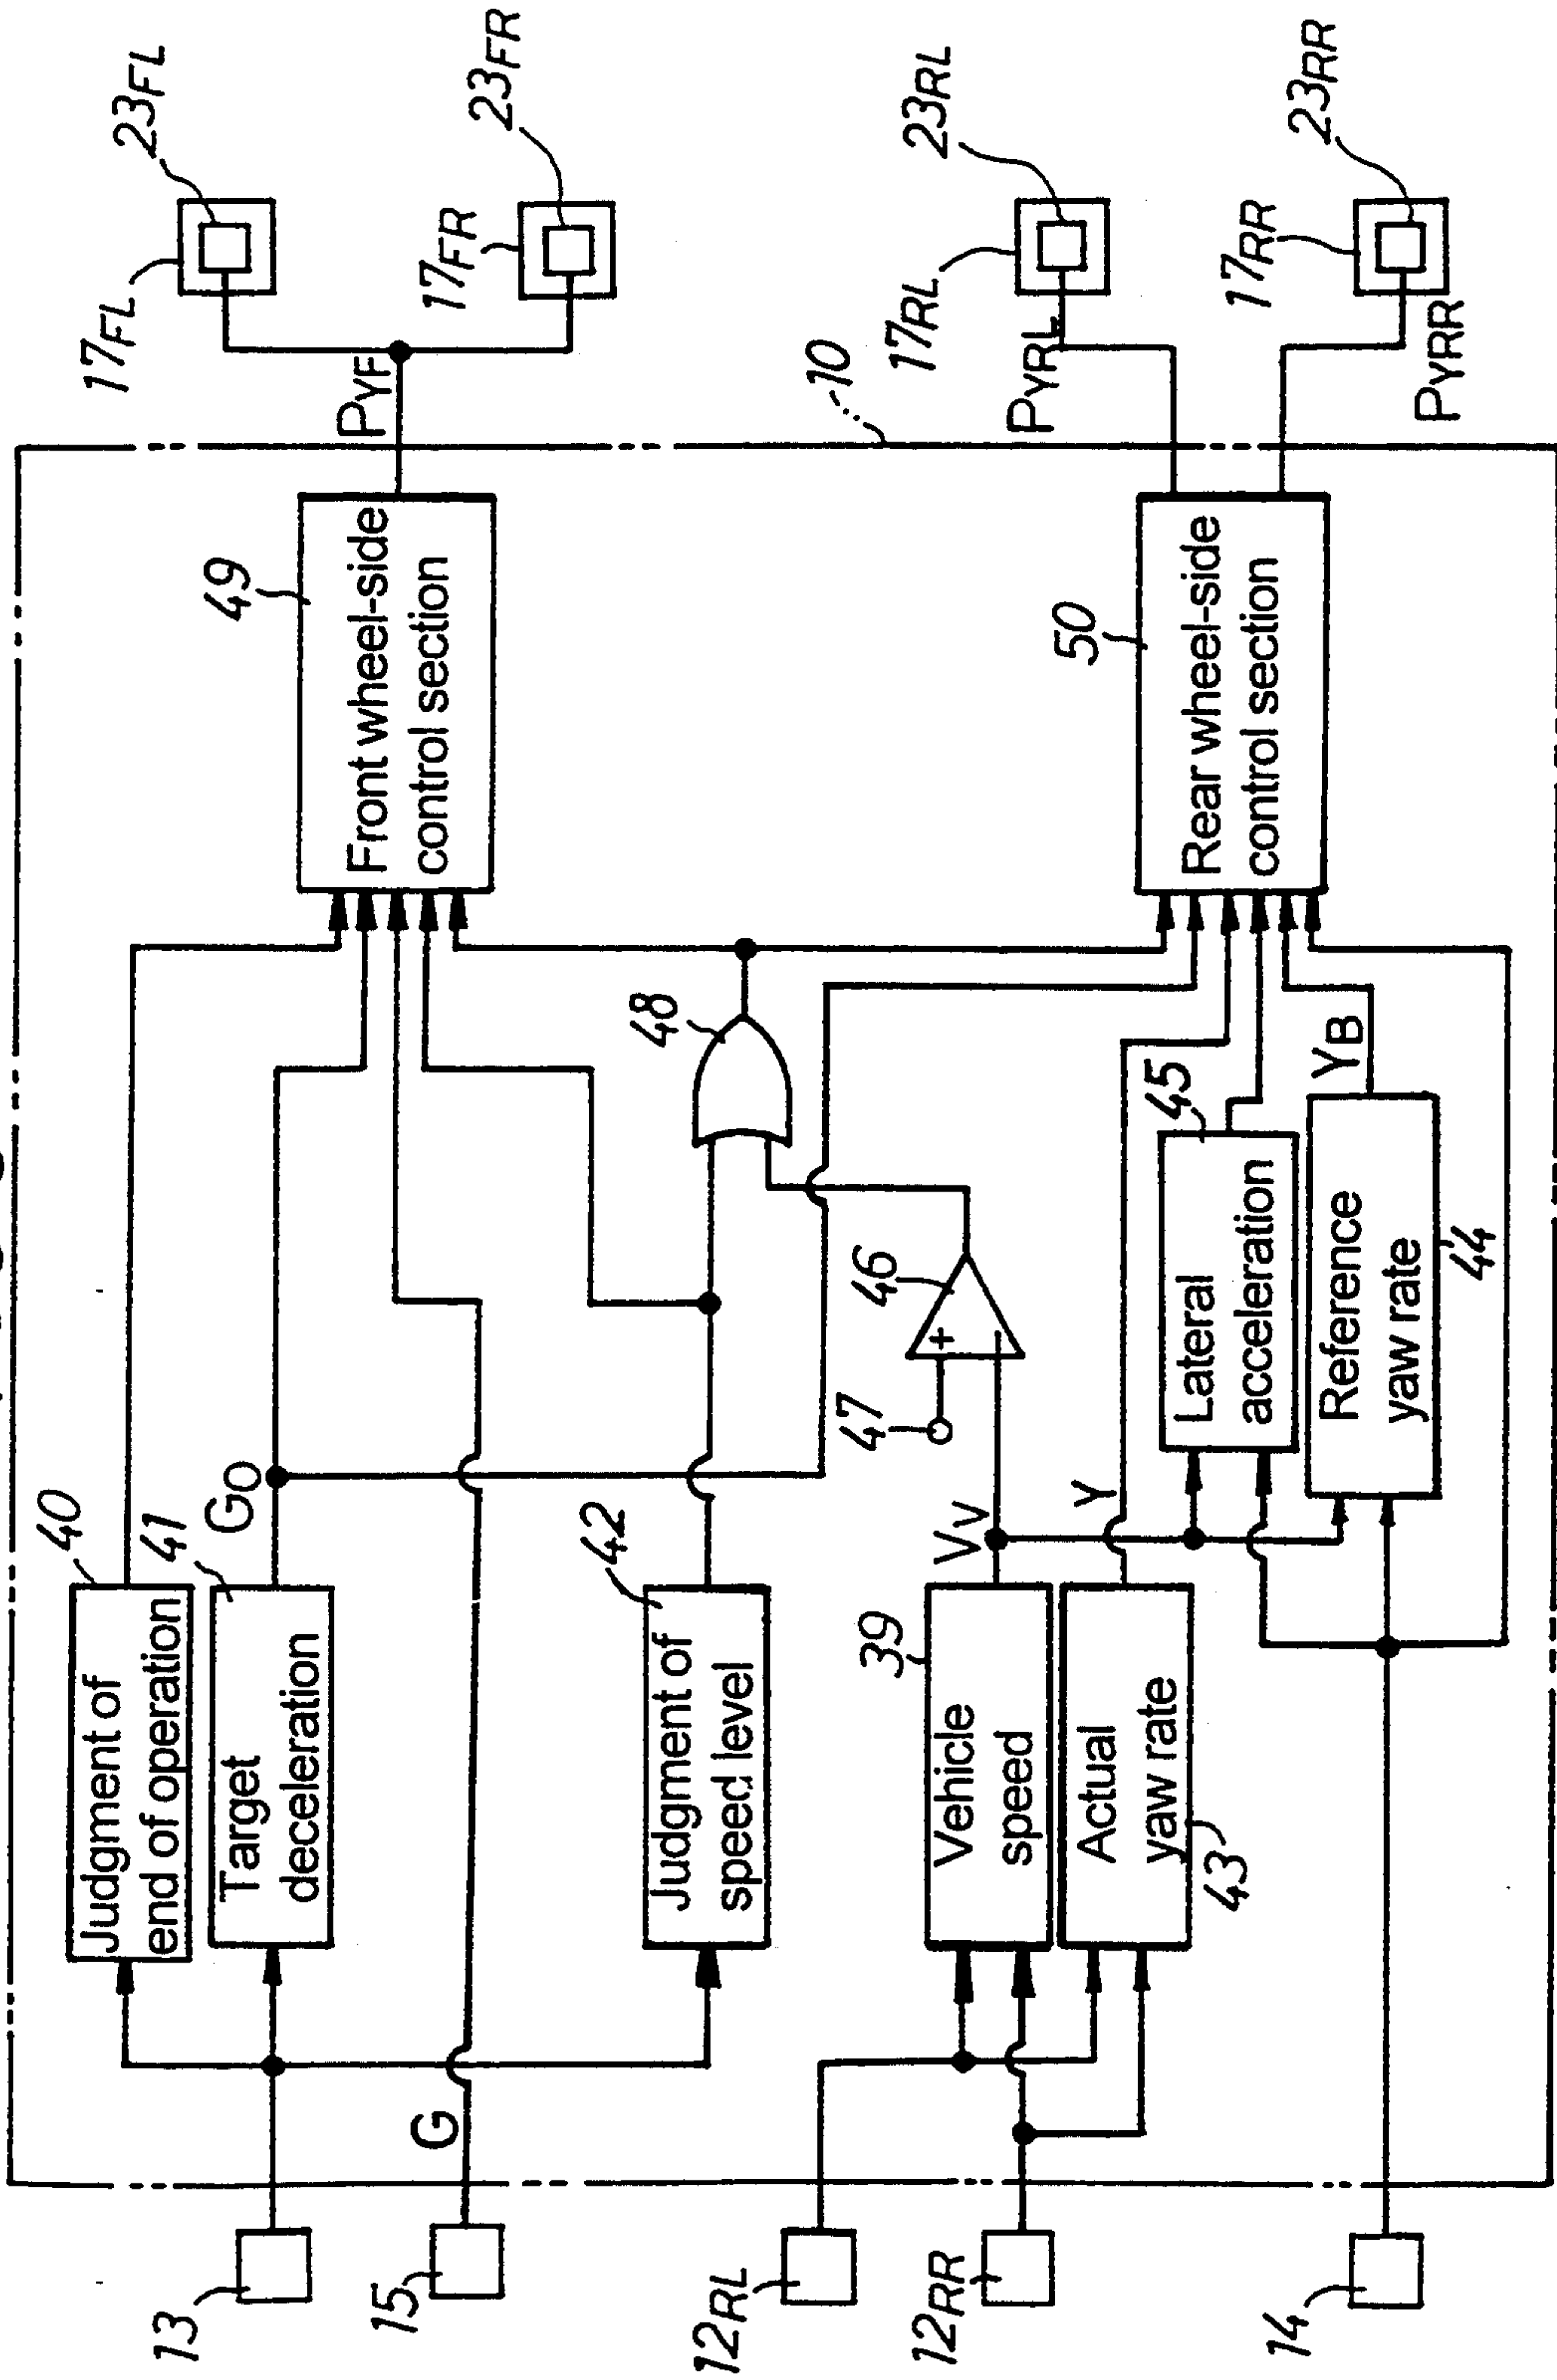 13
15
12RL
12RR
14
G
40
Judgment of
end of operation
41
Target
deceleration
GO
42
Judgment of
speed level
39
Vehicle
speed
VV
Actual
yaw rate
43
Y
47
+
−
46
48
45
Lateral
acceleration
Reference
yaw rate
44
YB
49
Front wheel-side
control section
50
Rear wheel-side
control section
10
PYF
PYRL
PYRR
17FL
23FL
17FR
23FR
17RL
23RL
17RR
23RR